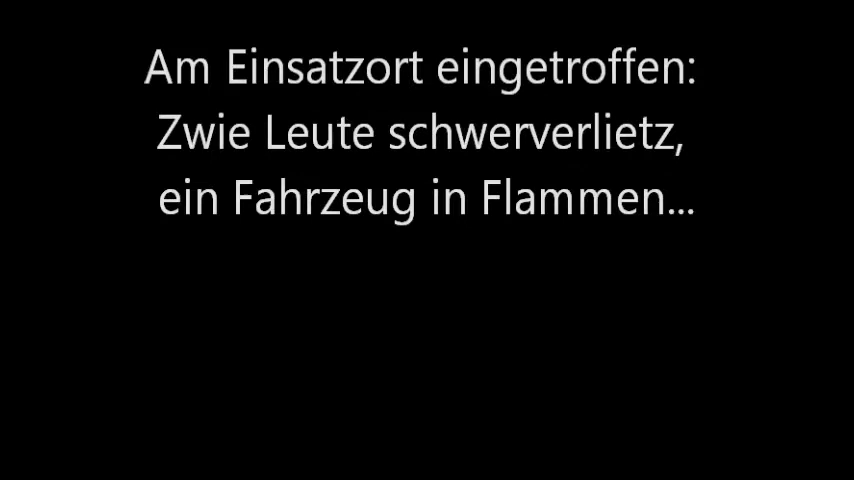 Am Einsatzort eingetroffen:
Zwie Leute schwerverlietz,
ein Fahrzeug in Flammen...